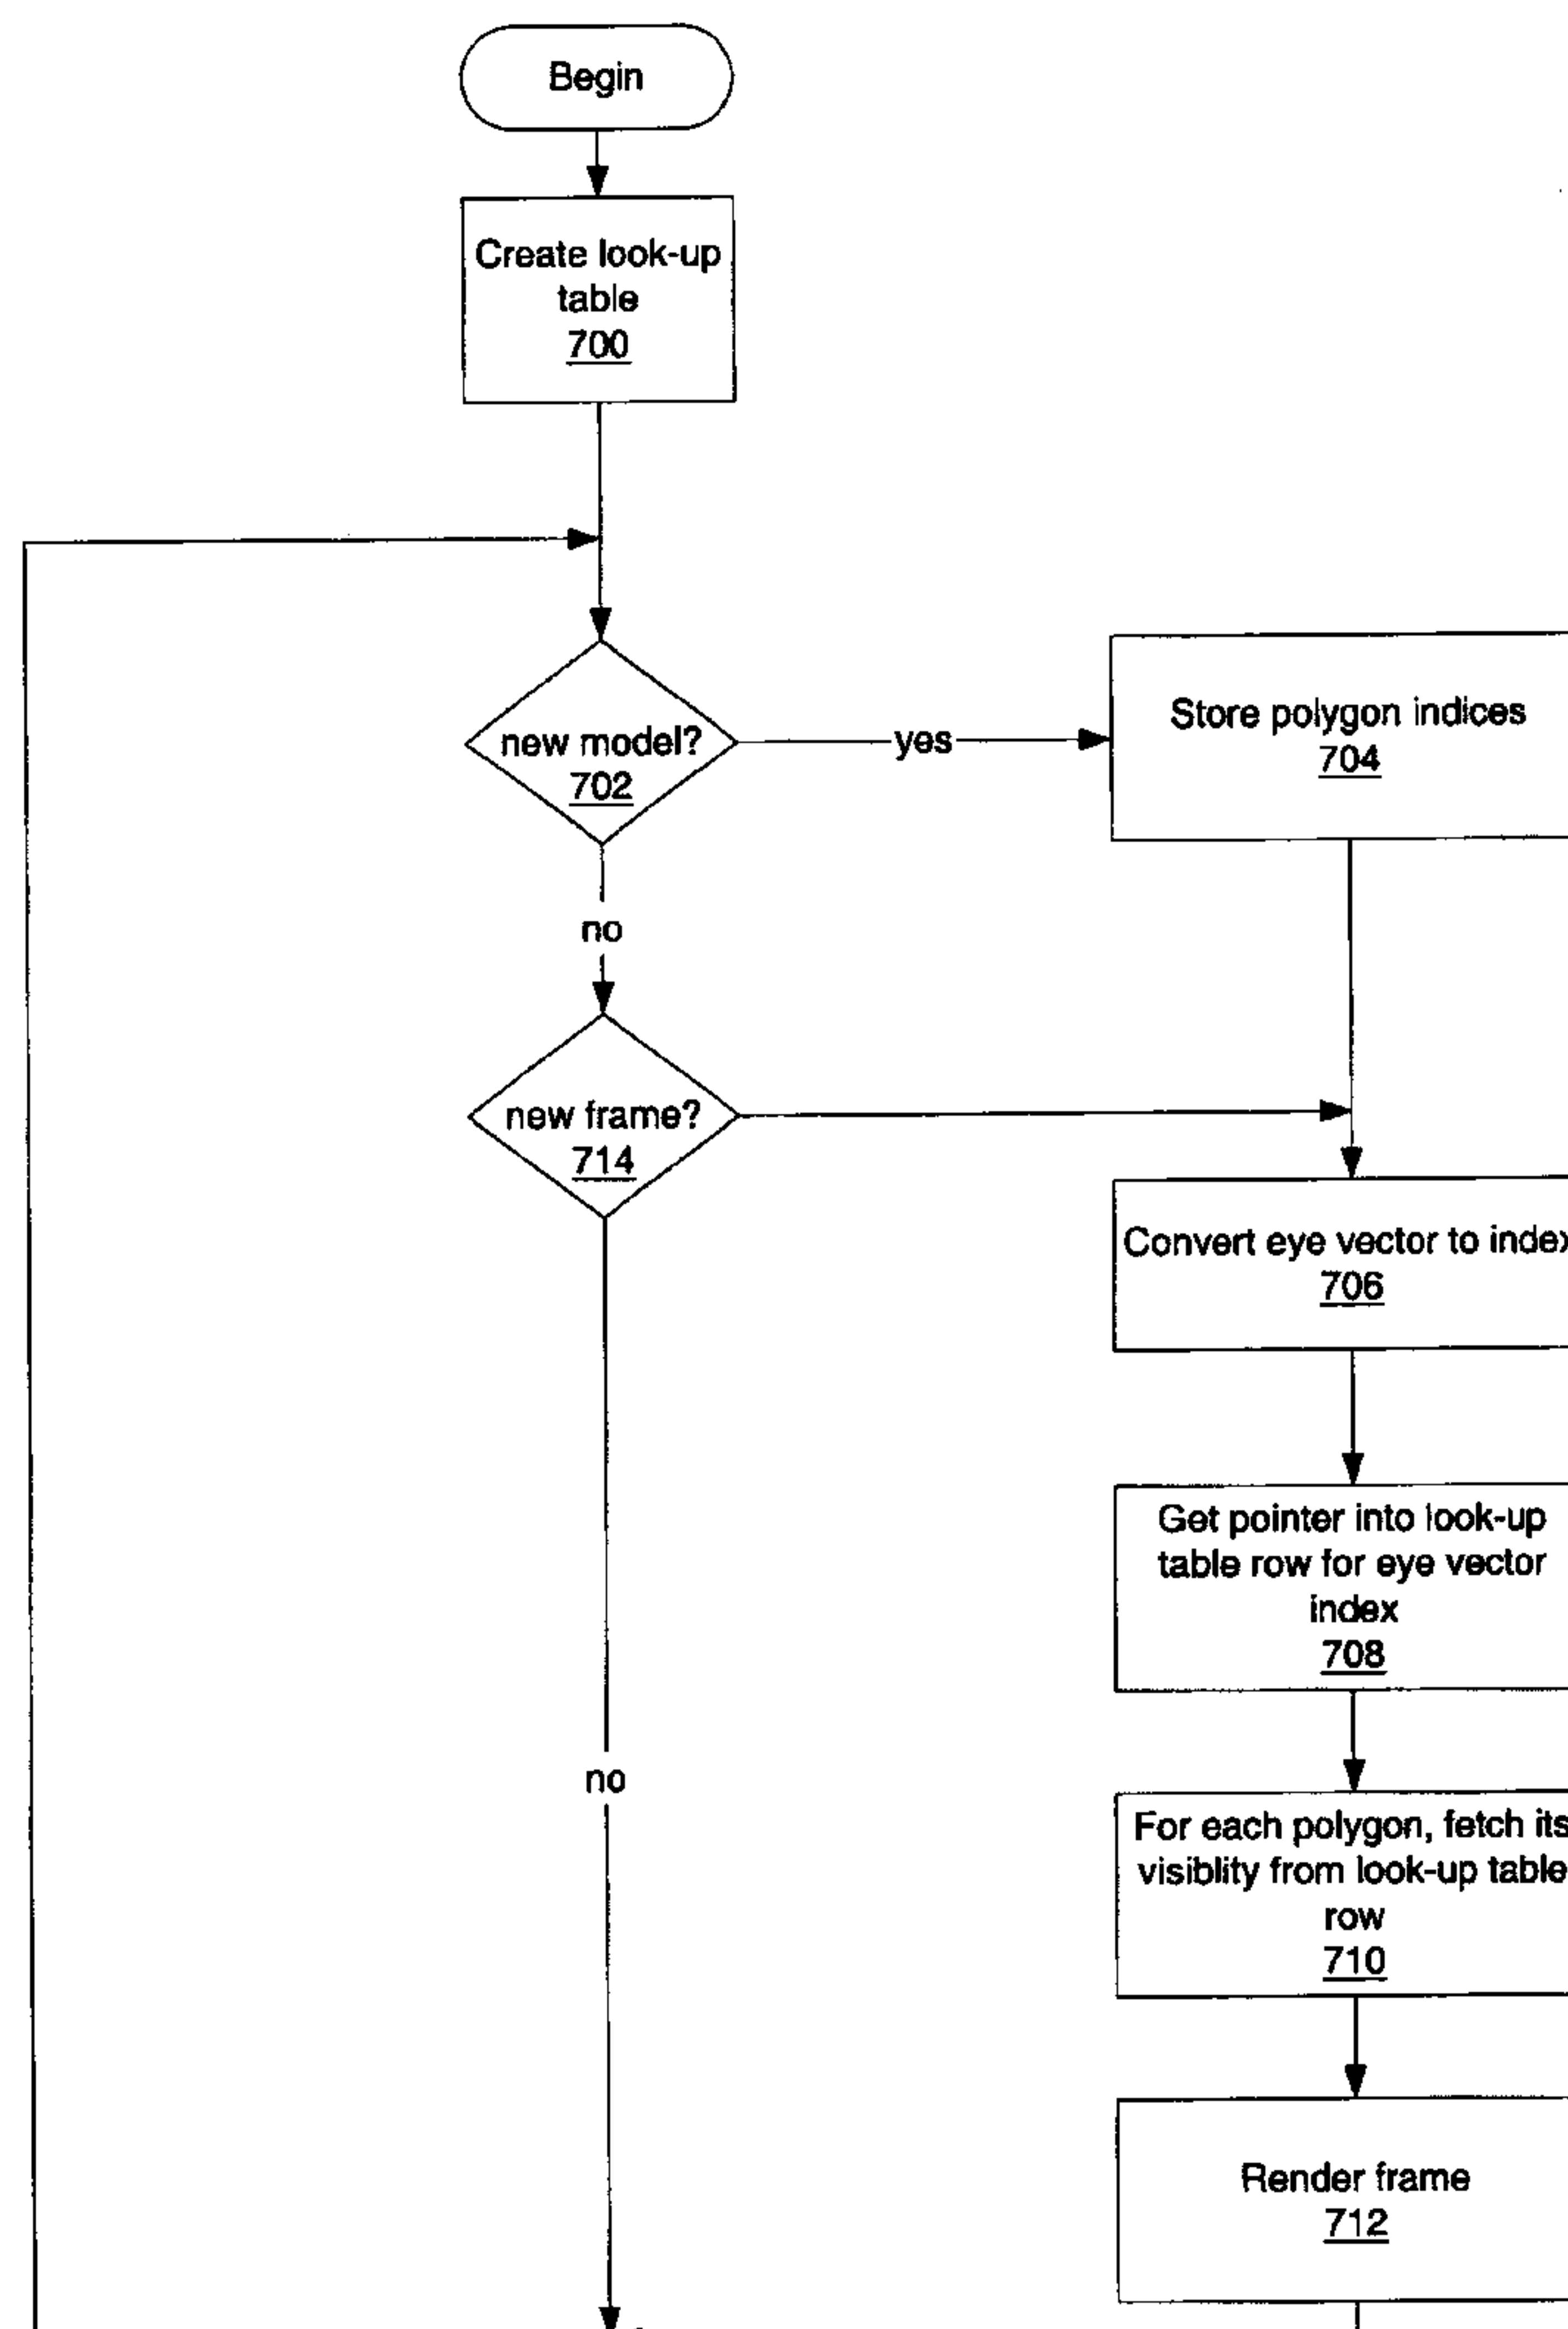 Begin
Create look-up
table
700
new model?
702
yes
Store polygon indices
704
no
new frame?
714
Convert eye vector to index
706
Get pointer into look-up
table row for eye vector
index
708
no
For each polygon, fetch its
visiblity from look-up table
row
710
Render frame
712